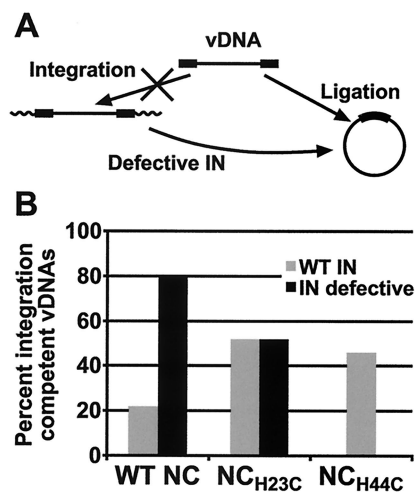 A
vDNA
Integration
Ligation
Defective IN
B
Percent integration
competent vDNAs
100
80
60
40
20
0
WT IN
IN defective
WT NC
NCH23C
NCH44C